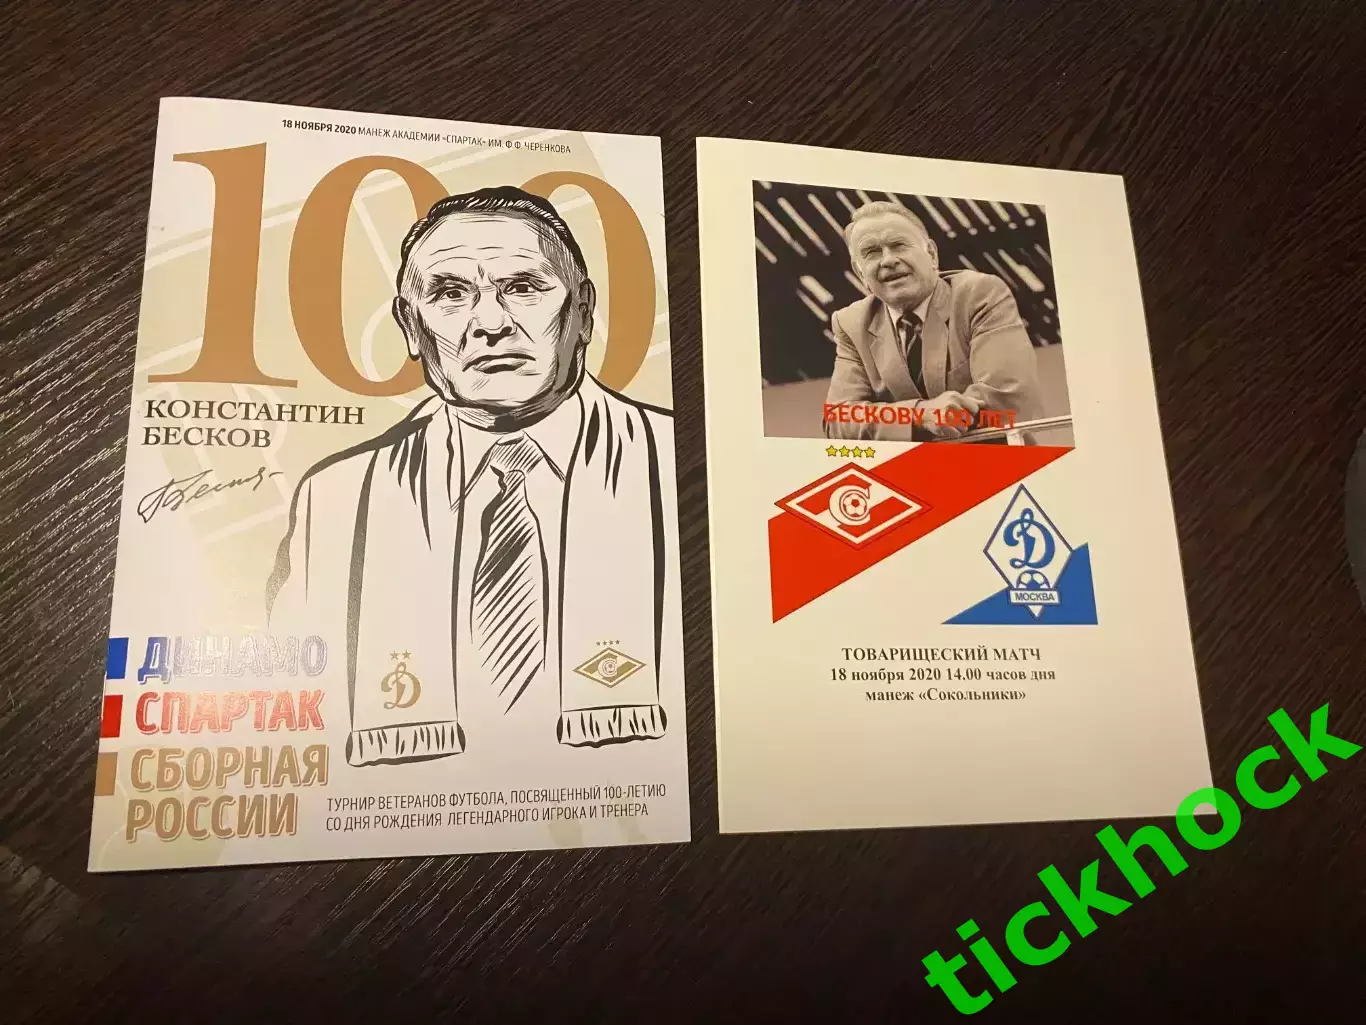 18 НОЯБРЯ 2020 МАНЕЖ АКАДЕМИИ «СПАРТАК» ИМ. Ф.Ф. ЧЕРЕНКОВА
100
КОНСТАНТИН
БЕСКОВ
Д
С
ДИНАМО
СПАРТАК
СБОРНАЯ
РОССИИ
ТУРНИР ВЕТЕРАНОВ ФУТБОЛА, ПОСВЯЩЕННЫЙ 100-ЛЕТИЮ
СО ДНЯ РОЖДЕНИЯ ЛЕГЕНДАРНОГО ИГРОКА И ТРЕНЕРА
БЕСКОВУ 100 ЛЕТ
С
Д
МОСКВА
ТОВАРИЩЕСКИЙ МАТЧ
18 ноября 2020 14.00 часов дня
манеж «Сокольники»
tickhock